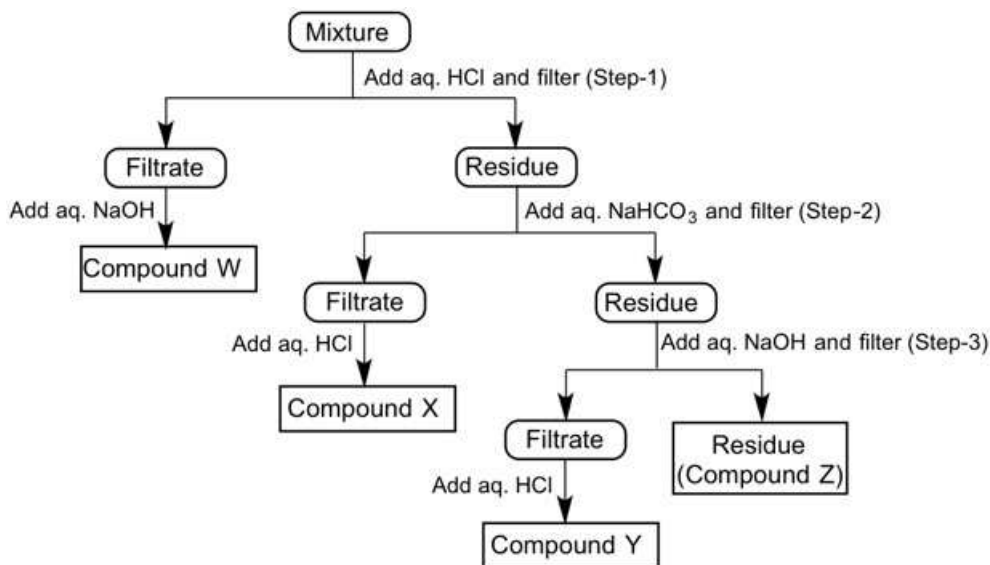 Mixture
Add aq. HCl and filter (Step-1)
Filtrate
Residue
Add aq. NaOH
Add aq. NaHCO₃ and filter (Step-2)
Compound W
Filtrate
Residue
Add aq. HCl
Add aq. NaOH and filter (Step-3)
Compound X
Filtrate
Residue
(Compound Z)
Add aq. HCl
Compound Y